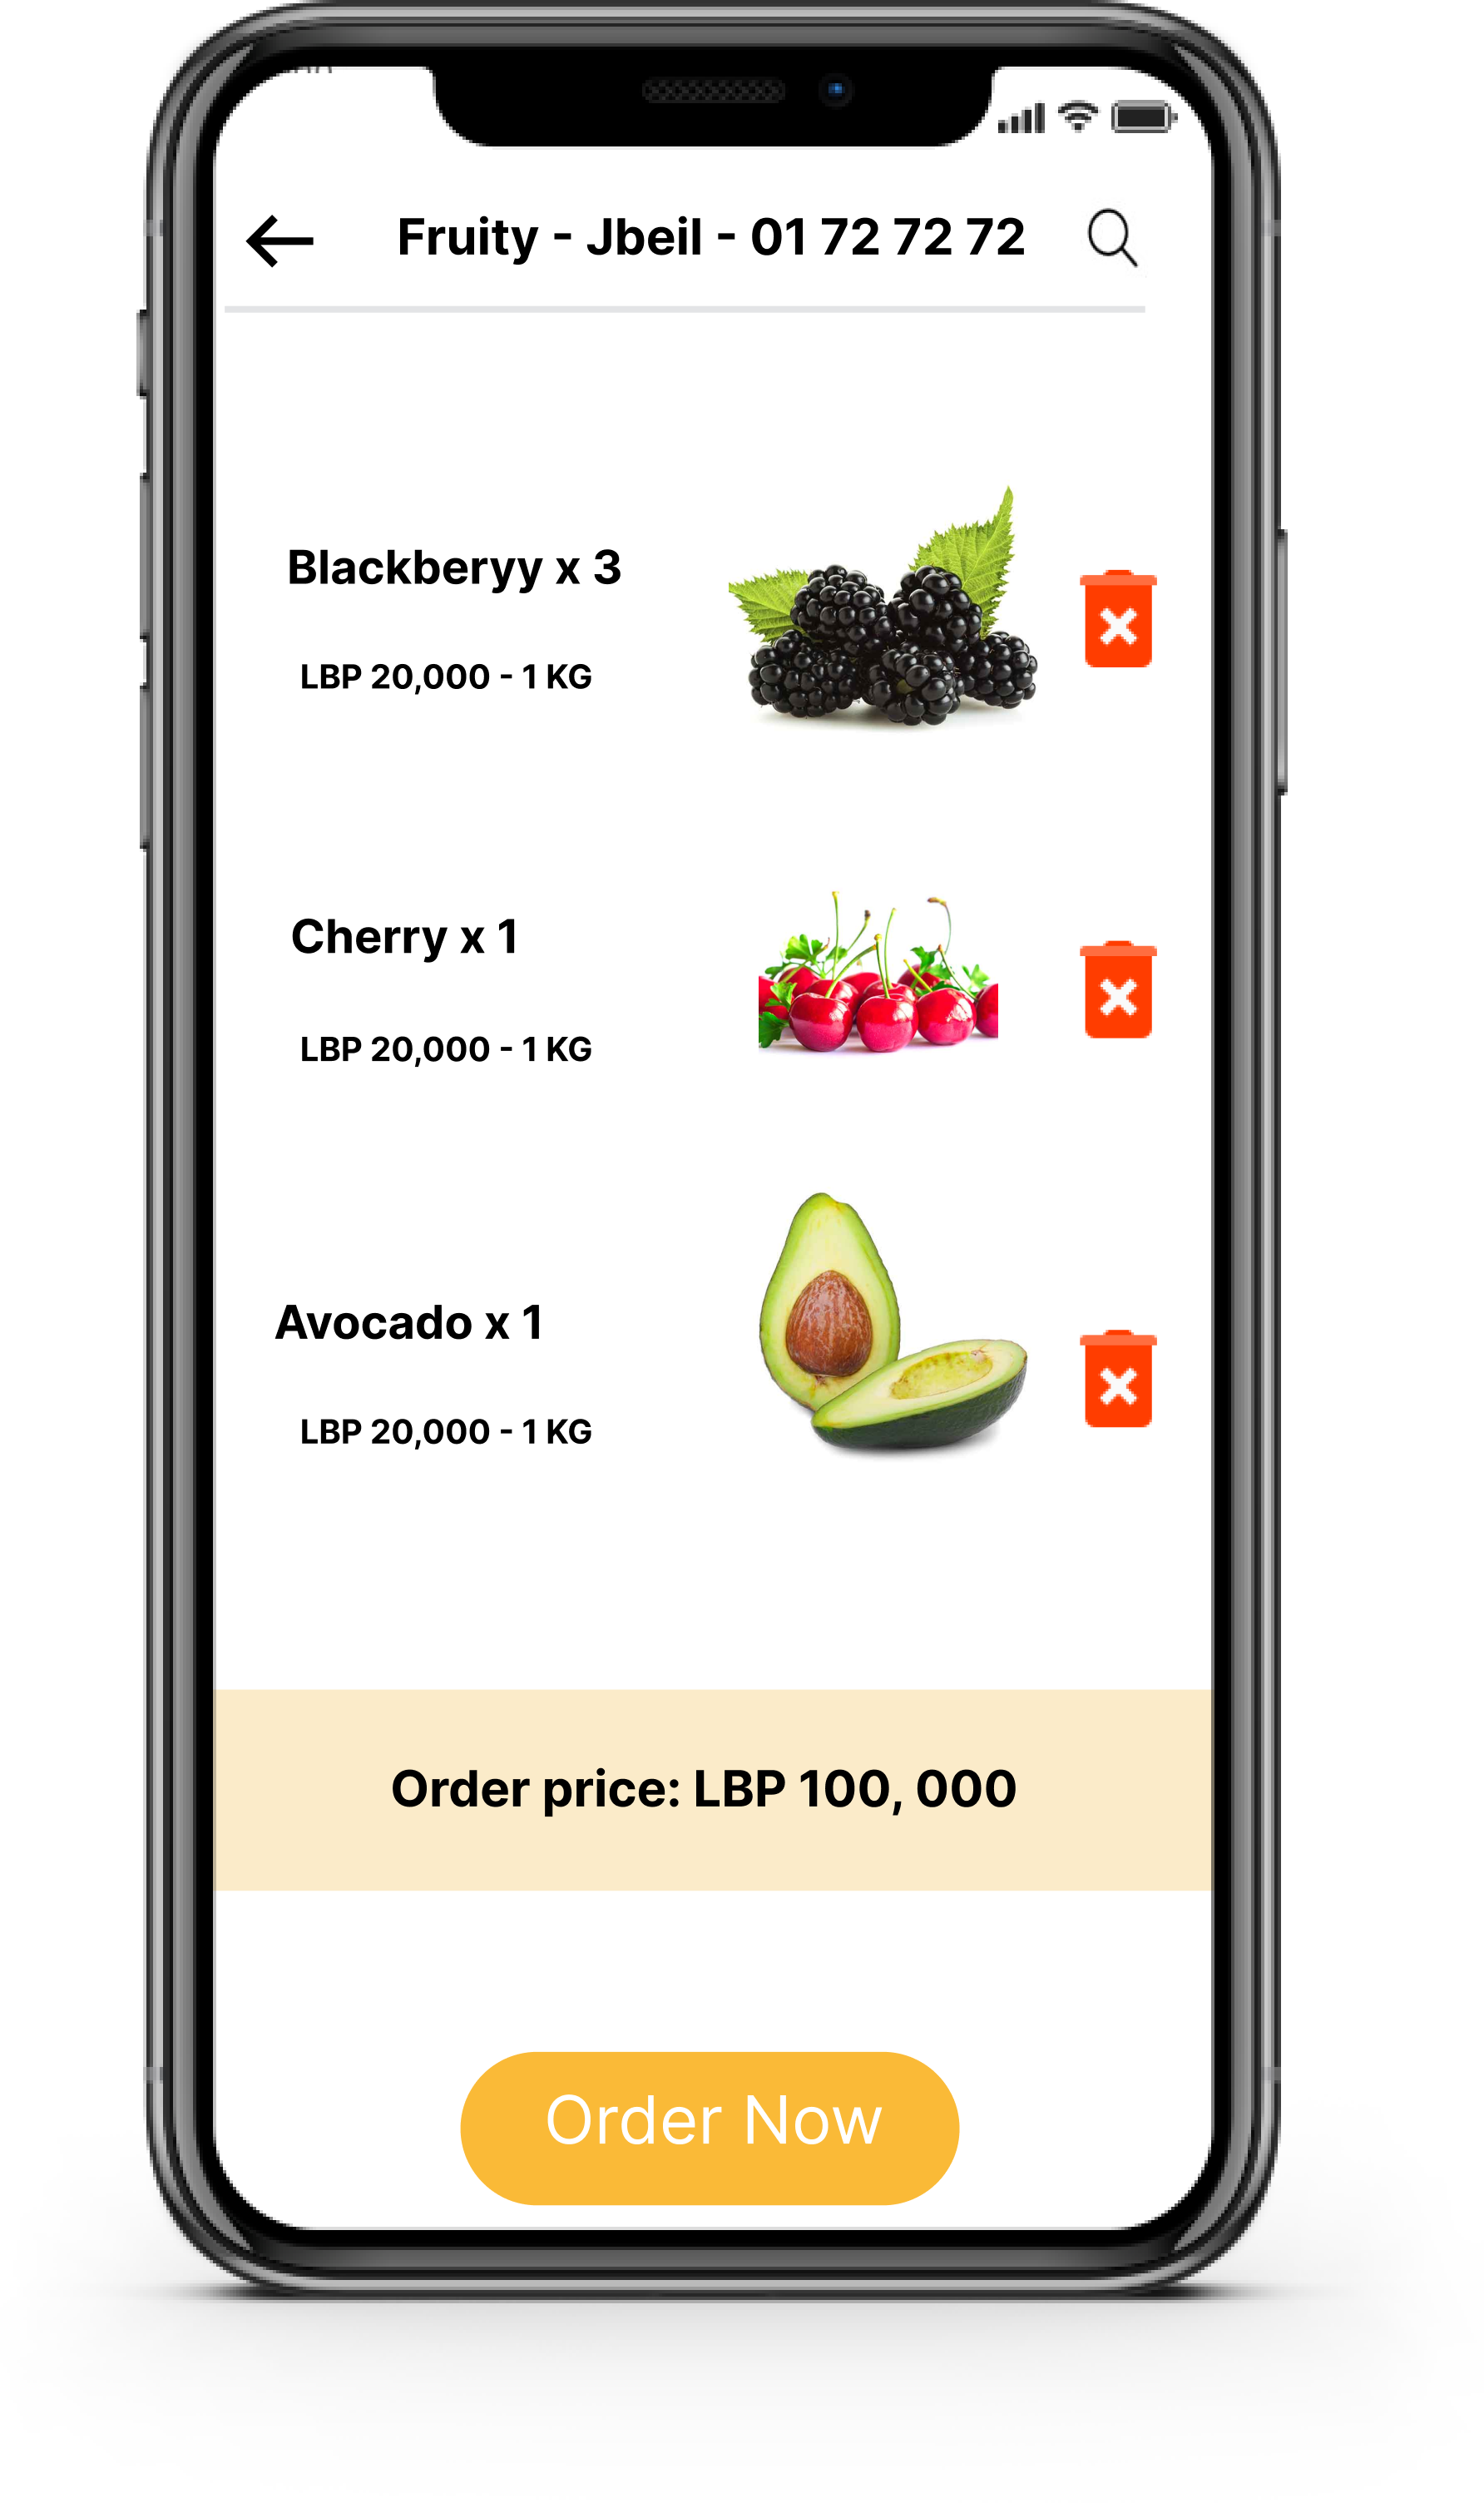 Fruity - Jbeil - 01 72 72 72
Blackberyy x 3
LBP 20,000 - 1 KG
Cherry x 1
LBP 20,000 - 1 KG
Avocado x 1
LBP 20,000 - 1 KG
Order price: LBP 100, 000
Order Now